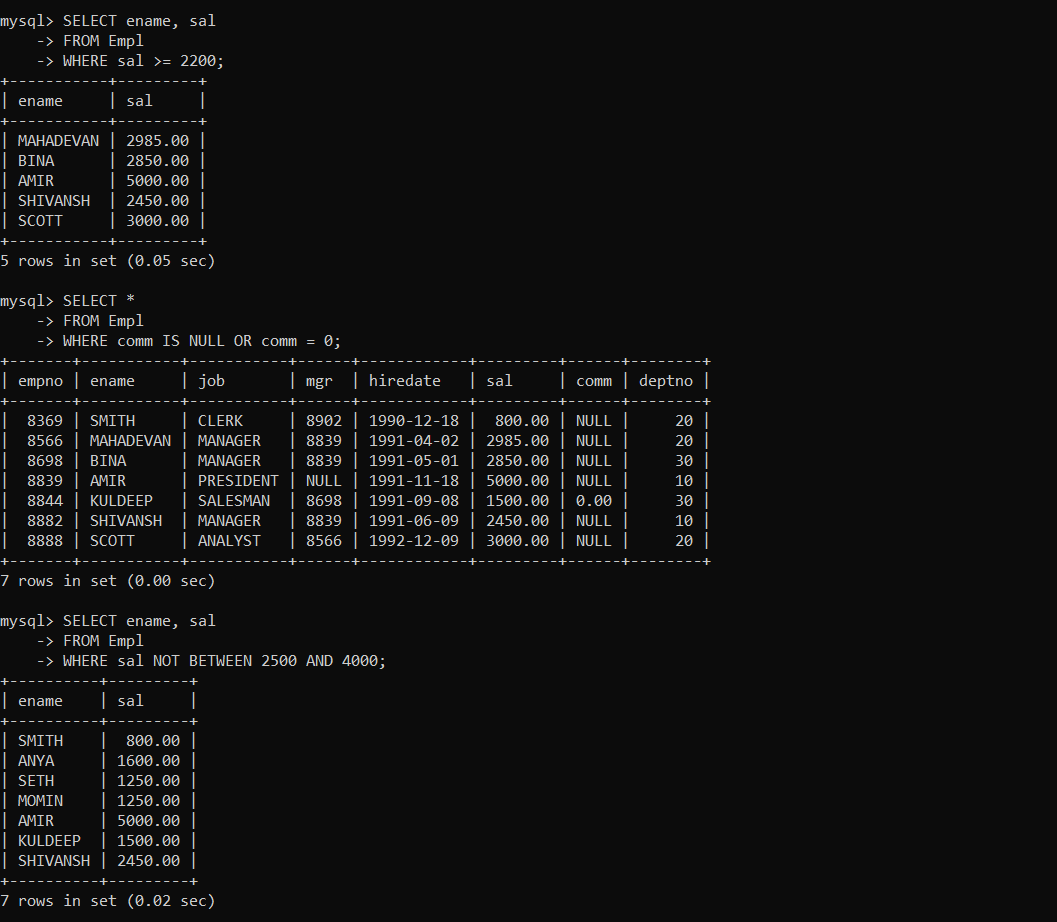 mysql> SELECT ename, sal
    -> FROM Empl
    -> WHERE sal >= 2200;
+-----------+---------+
| ename     | sal     |
+-----------+---------+
| MAHADEVAN | 2985.00 |
| BINA      | 2850.00 |
| AMIR      | 5000.00 |
| SHIVANSH  | 2450.00 |
| SCOTT     | 3000.00 |
+-----------+---------+
5 rows in set (0.05 sec)

mysql> SELECT *
    -> FROM Empl
    -> WHERE comm IS NULL OR comm = 0;
+-------+-----------+-----------+------+------------+---------+------+--------+
| empno | ename     | job       | mgr  | hiredate   | sal     | comm | deptno |
+-------+-----------+-----------+------+------------+---------+------+--------+
|  8369 | SMITH     | CLERK     | 8902 | 1990-12-18 |  800.00 | NULL |     20 |
|  8566 | MAHADEVAN | MANAGER   | 8839 | 1991-04-02 | 2985.00 | NULL |     20 |
|  8698 | BINA      | MANAGER   | 8839 | 1991-05-01 | 2850.00 | NULL |     30 |
|  8839 | AMIR      | PRESIDENT | NULL | 1991-11-18 | 5000.00 | NULL |     10 |
|  8844 | KULDEEP   | SALESMAN  | 8698 | 1991-09-08 | 1500.00 | 0.00 |     30 |
|  8882 | SHIVANSH  | MANAGER   | 8839 | 1991-06-09 | 2450.00 | NULL |     10 |
|  8888 | SCOTT     | ANALYST   | 8566 | 1992-12-09 | 3000.00 | NULL |     20 |
+-------+-----------+-----------+------+------------+---------+------+--------+
7 rows in set (0.00 sec)

mysql> SELECT ename, sal
    -> FROM Empl
    -> WHERE sal NOT BETWEEN 2500 AND 4000;
+----------+---------+
| ename    | sal     |
+----------+---------+
| SMITH    |  800.00 |
| ANYA     | 1600.00 |
| SETH     | 1250.00 |
| MOMIN    | 1250.00 |
| AMIR     | 5000.00 |
| KULDEEP  | 1500.00 |
| SHIVANSH | 2450.00 |
+----------+---------+
7 rows in set (0.02 sec)